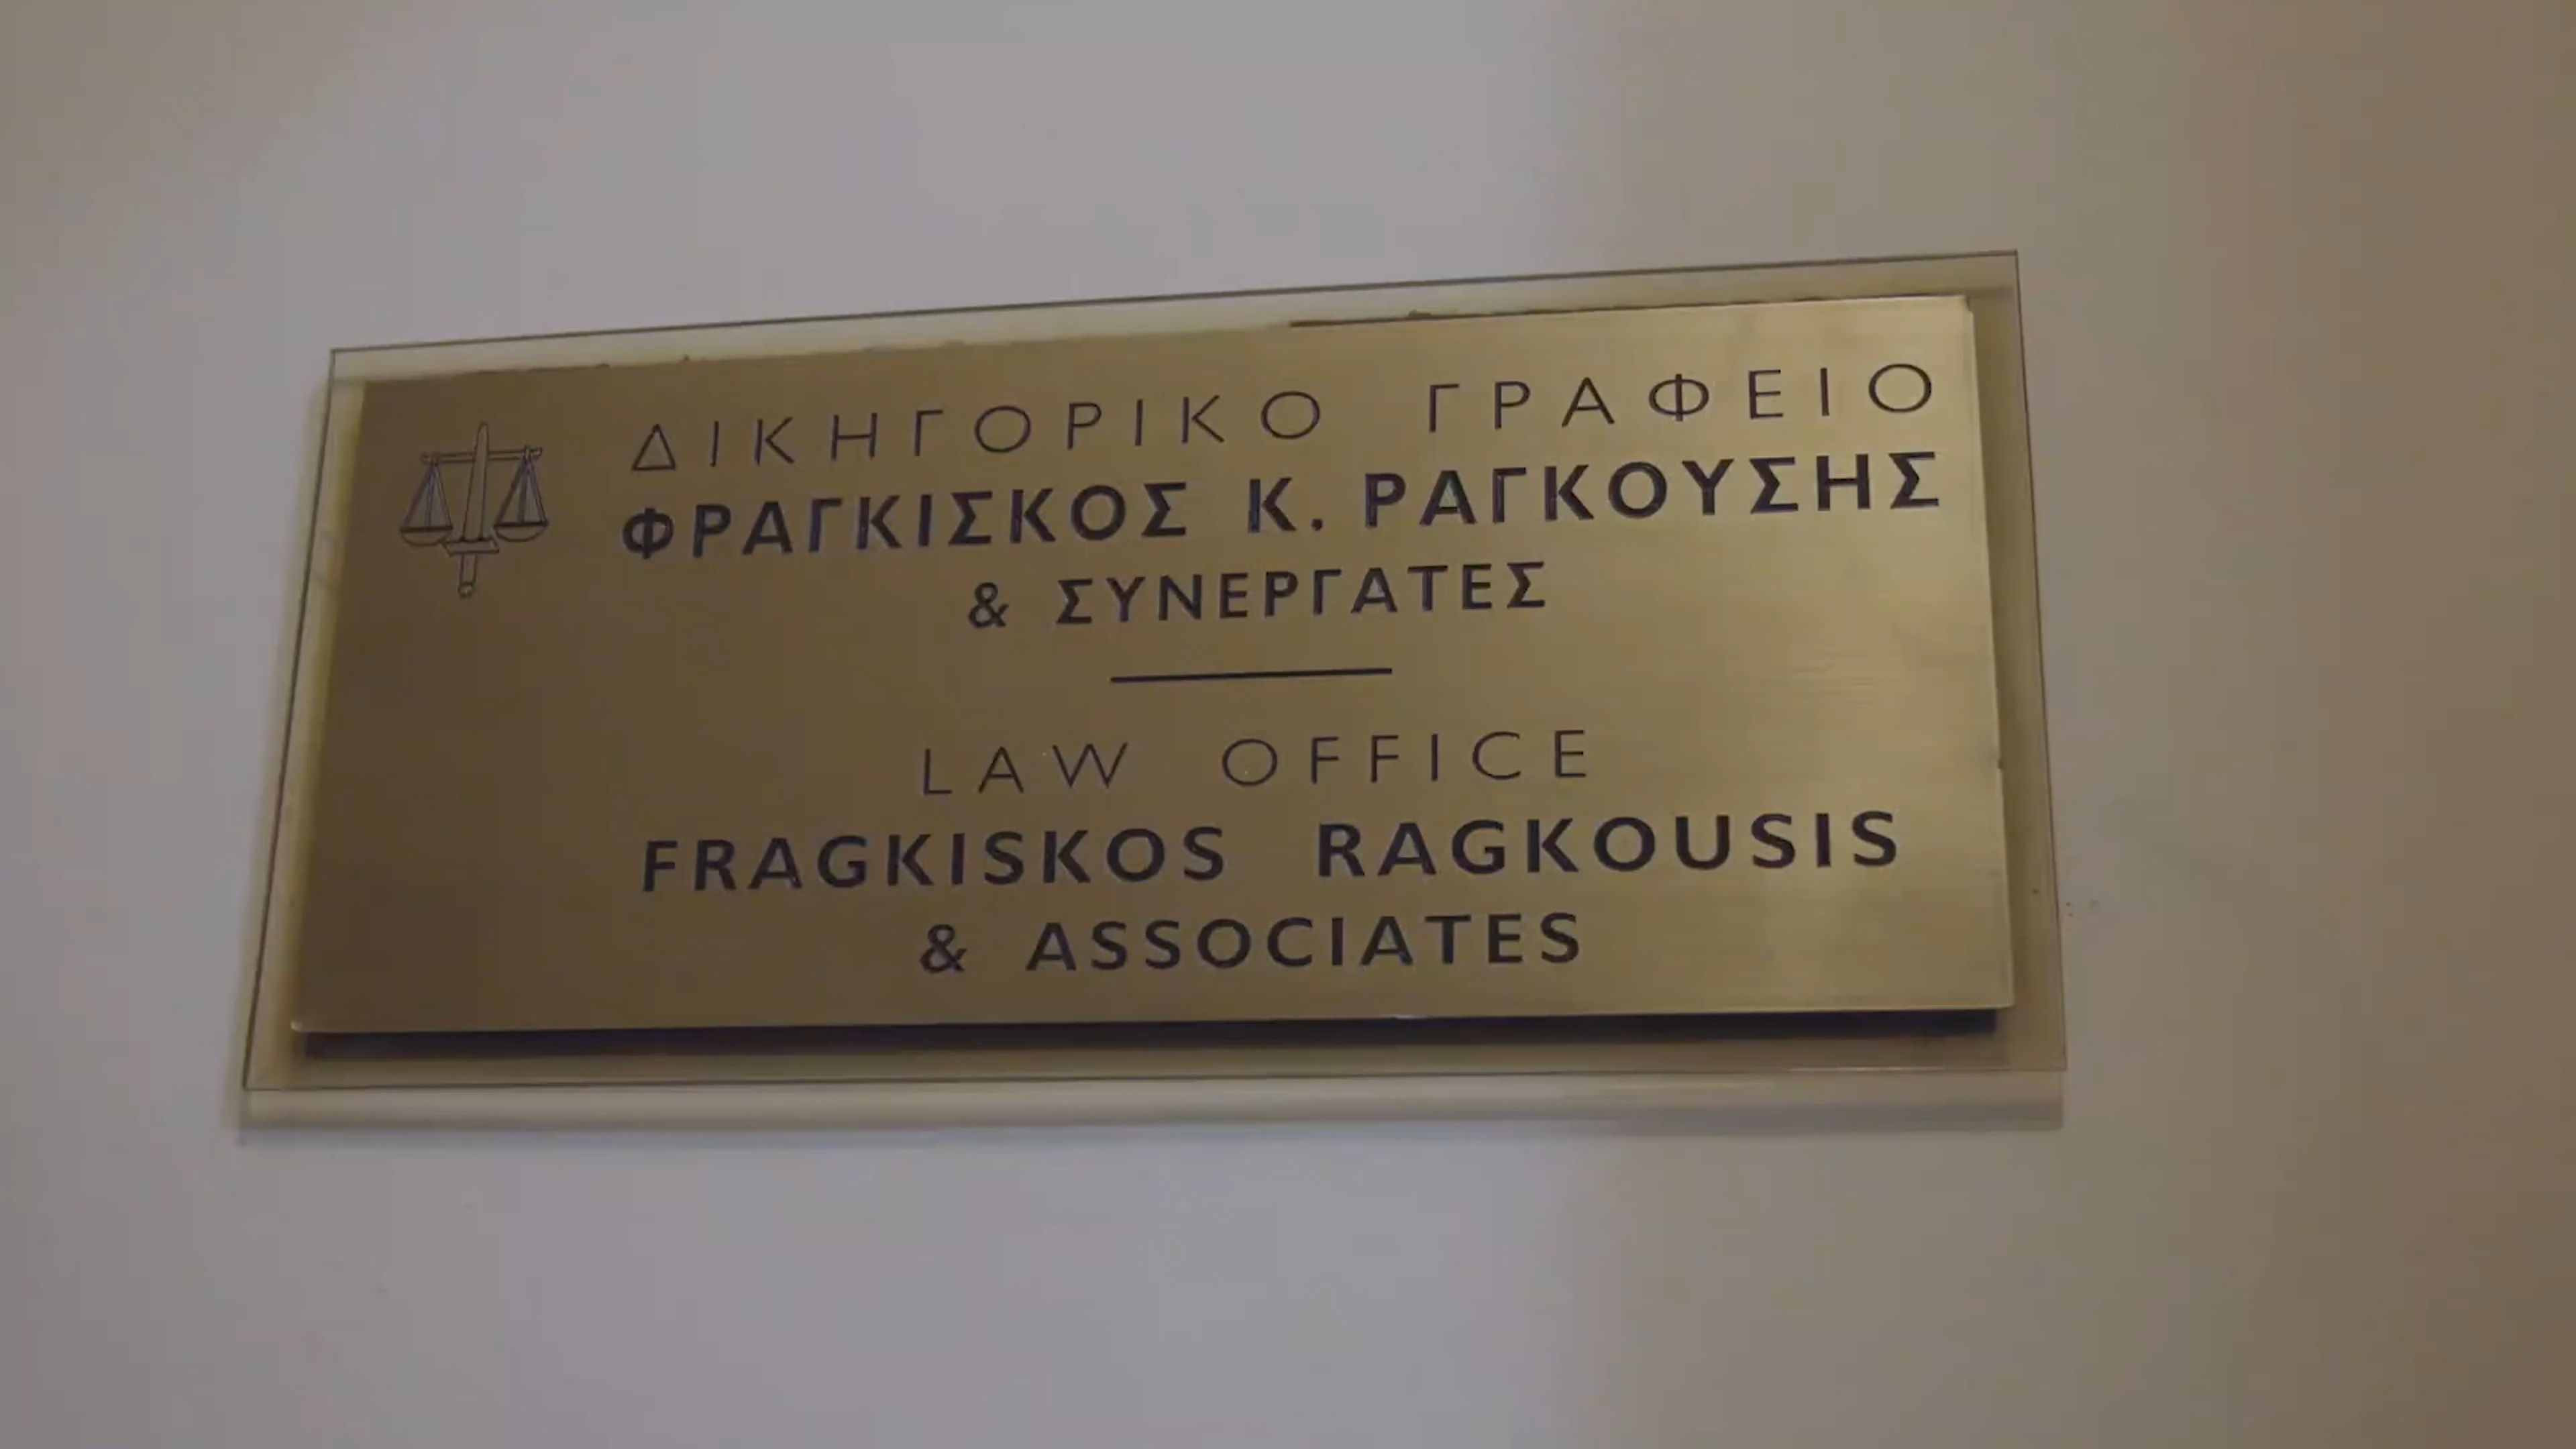 ΔΙΚΗΓΟΡΙΚΟ ΓΡΑΦΕΙΟ
ΦΡΑΓΚΙΣΚΟΣ Κ. ΡΑΓΚΟΥΣΗΣ
& ΣΥΝΕΡΓΑΤΕΣ
LAW OFFICE
FRAGKISKOS RAGKOUSIS
& ASSOCIATES